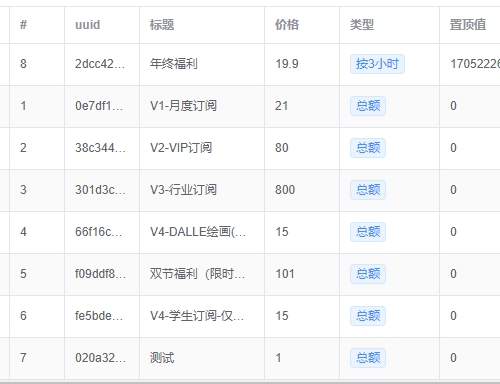 # uuid 标题 价格 类型 置顶值
8 2dcc42... 年终福利 19.9 按3小时 17052226
1 0e7df1... V1-月度订阅 21 总额 0
2 38c344... V2-VIP订阅 80 总额 0
3 301d3c... V3-行业订阅 800 总额 0
4 66f16c... V4-DALLE绘画(... 15 总额 0
5 f09ddf8... 双节福利（限时... 101 总额 0
6 fe5bde... V4-学生订阅-仅... 15 总额 0
7 020a32... 测试 1 总额 0